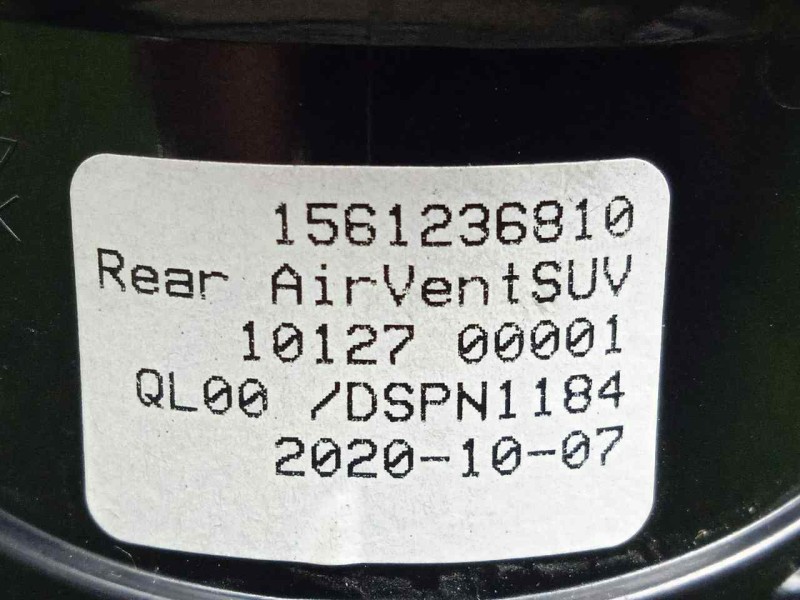 1561236810
Rear AirVentSUV
10127 00001
QL00 /DSPN1184
2020-10-07